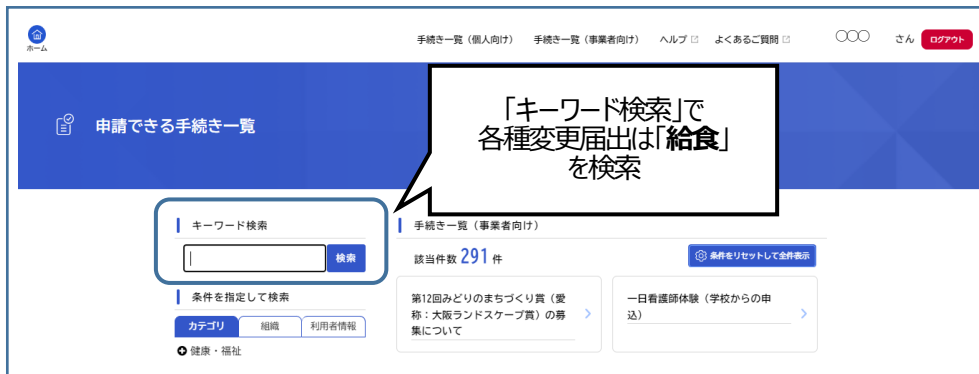 ホーム
手続き一覧（個人向け） 手続き一覧（事業者向け） ヘルプ よくあるご質問 〇〇〇 さん ログアウト
申請できる手続き一覧
「キーワード検索」で
各種変更届出は「給食」
を検索
キーワード検索
検索
条件を指定して検索
カテゴリ 組織 利用者情報
健康・福祉
手続き一覧（事業者向け）
該当件数 291 件
条件をリセットして全件表示
第12回みどりのまちづくり賞（愛
称：大阪ランドスケープ賞）の募
集について
一日看護師体験（学校からの申
込）